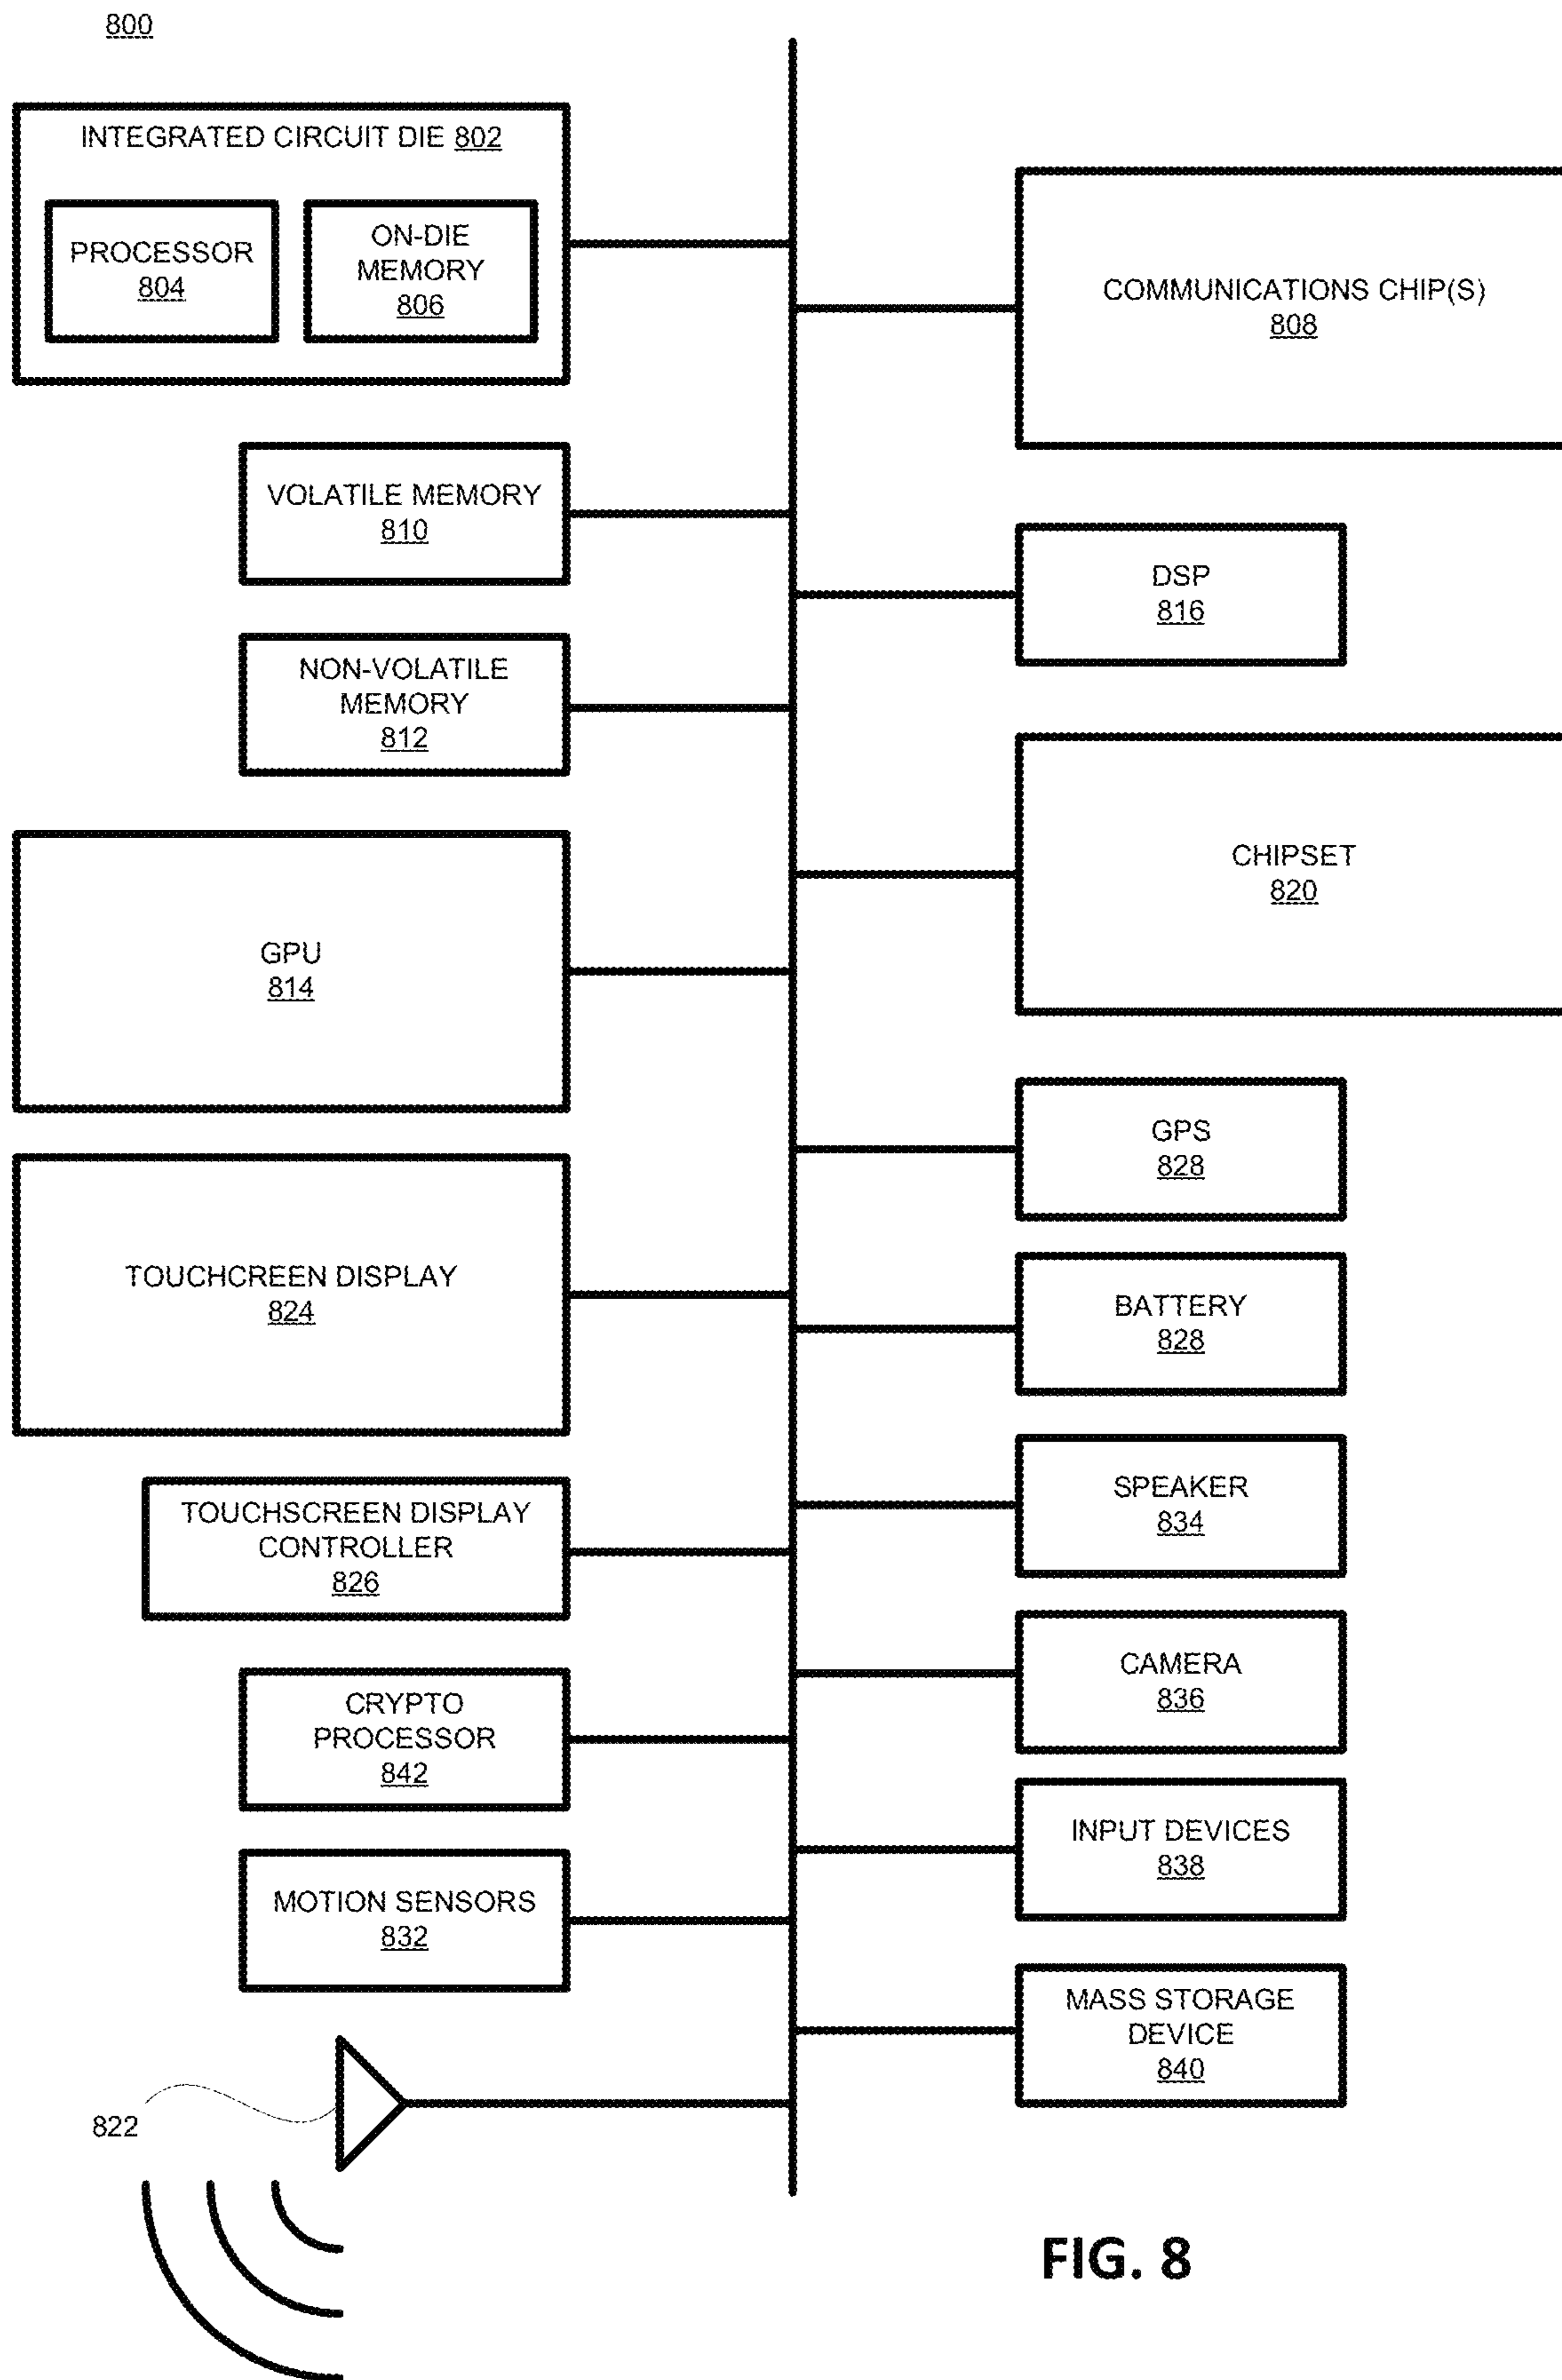 800
INTEGRATED CIRCUIT DIE 802
PROCESSOR
804
ON-DIE
MEMORY
806
COMMUNICATIONS CHIP(S)
808
VOLATILE MEMORY
810
DSP
816
NON-VOLATILE
MEMORY
812
CHIPSET
820
GPU
814
GPS
828
TOUCHCREEN DISPLAY
824
BATTERY
828
SPEAKER
834
TOUCHSCREEN DISPLAY
CONTROLLER
826
CAMERA
836
CRYPTO
PROCESSOR
842
INPUT DEVICES
838
MOTION SENSORS
832
MASS STORAGE
DEVICE
840
822
FIG. 8